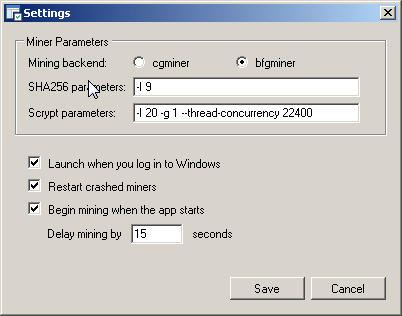 Settings
Miner Parameters
Mining backend: cgminer bfgminer
SHA256 parameters: -I 9
Scrypt parameters: -I 20 -g 1 --thread-concurrency 22400
Launch when you log in to Windows
Restart crashed miners
Begin mining when the app starts
Delay mining by 15 seconds
Save Cancel